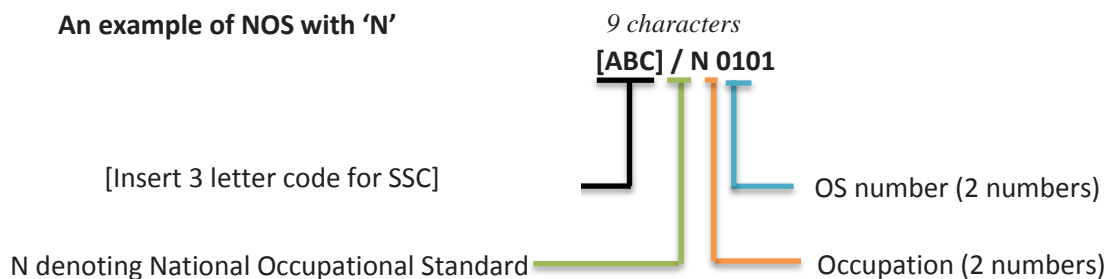 An example of NOS with ‘N’
9 characters
[ABC] / N 0101
[Insert 3 letter code for SSC]
OS number (2 numbers)
N denoting National Occupational Standard
Occupation (2 numbers)